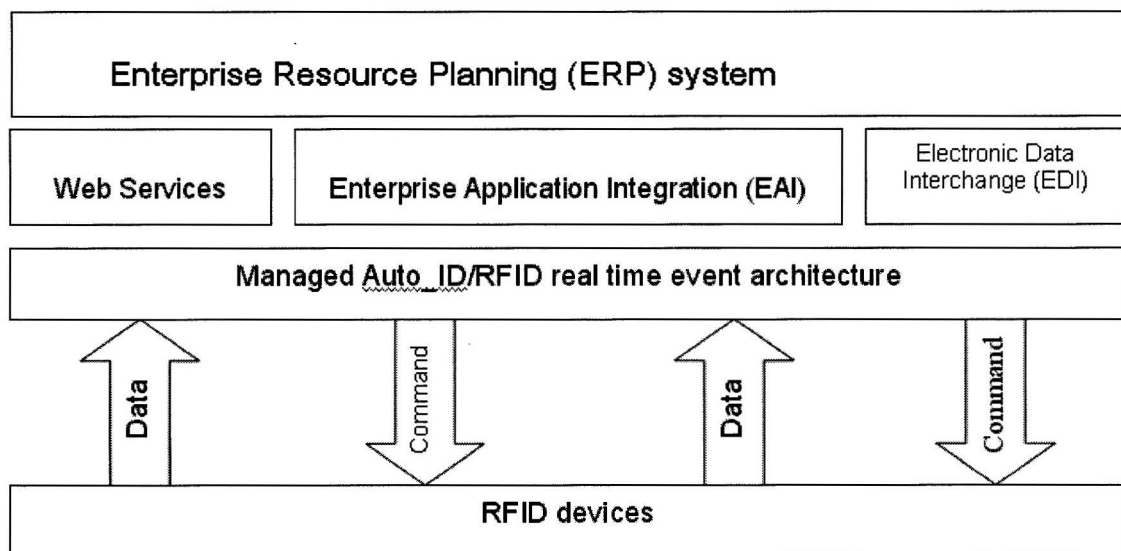 Enterprise Resource Planning (ERP) system
Web Services
Enterprise Application Integration (EAI)
Electronic Data
Interchange (EDI)
Managed Auto_ID/RFID real time event architecture
Data
Command
Data
Command
RFID devices